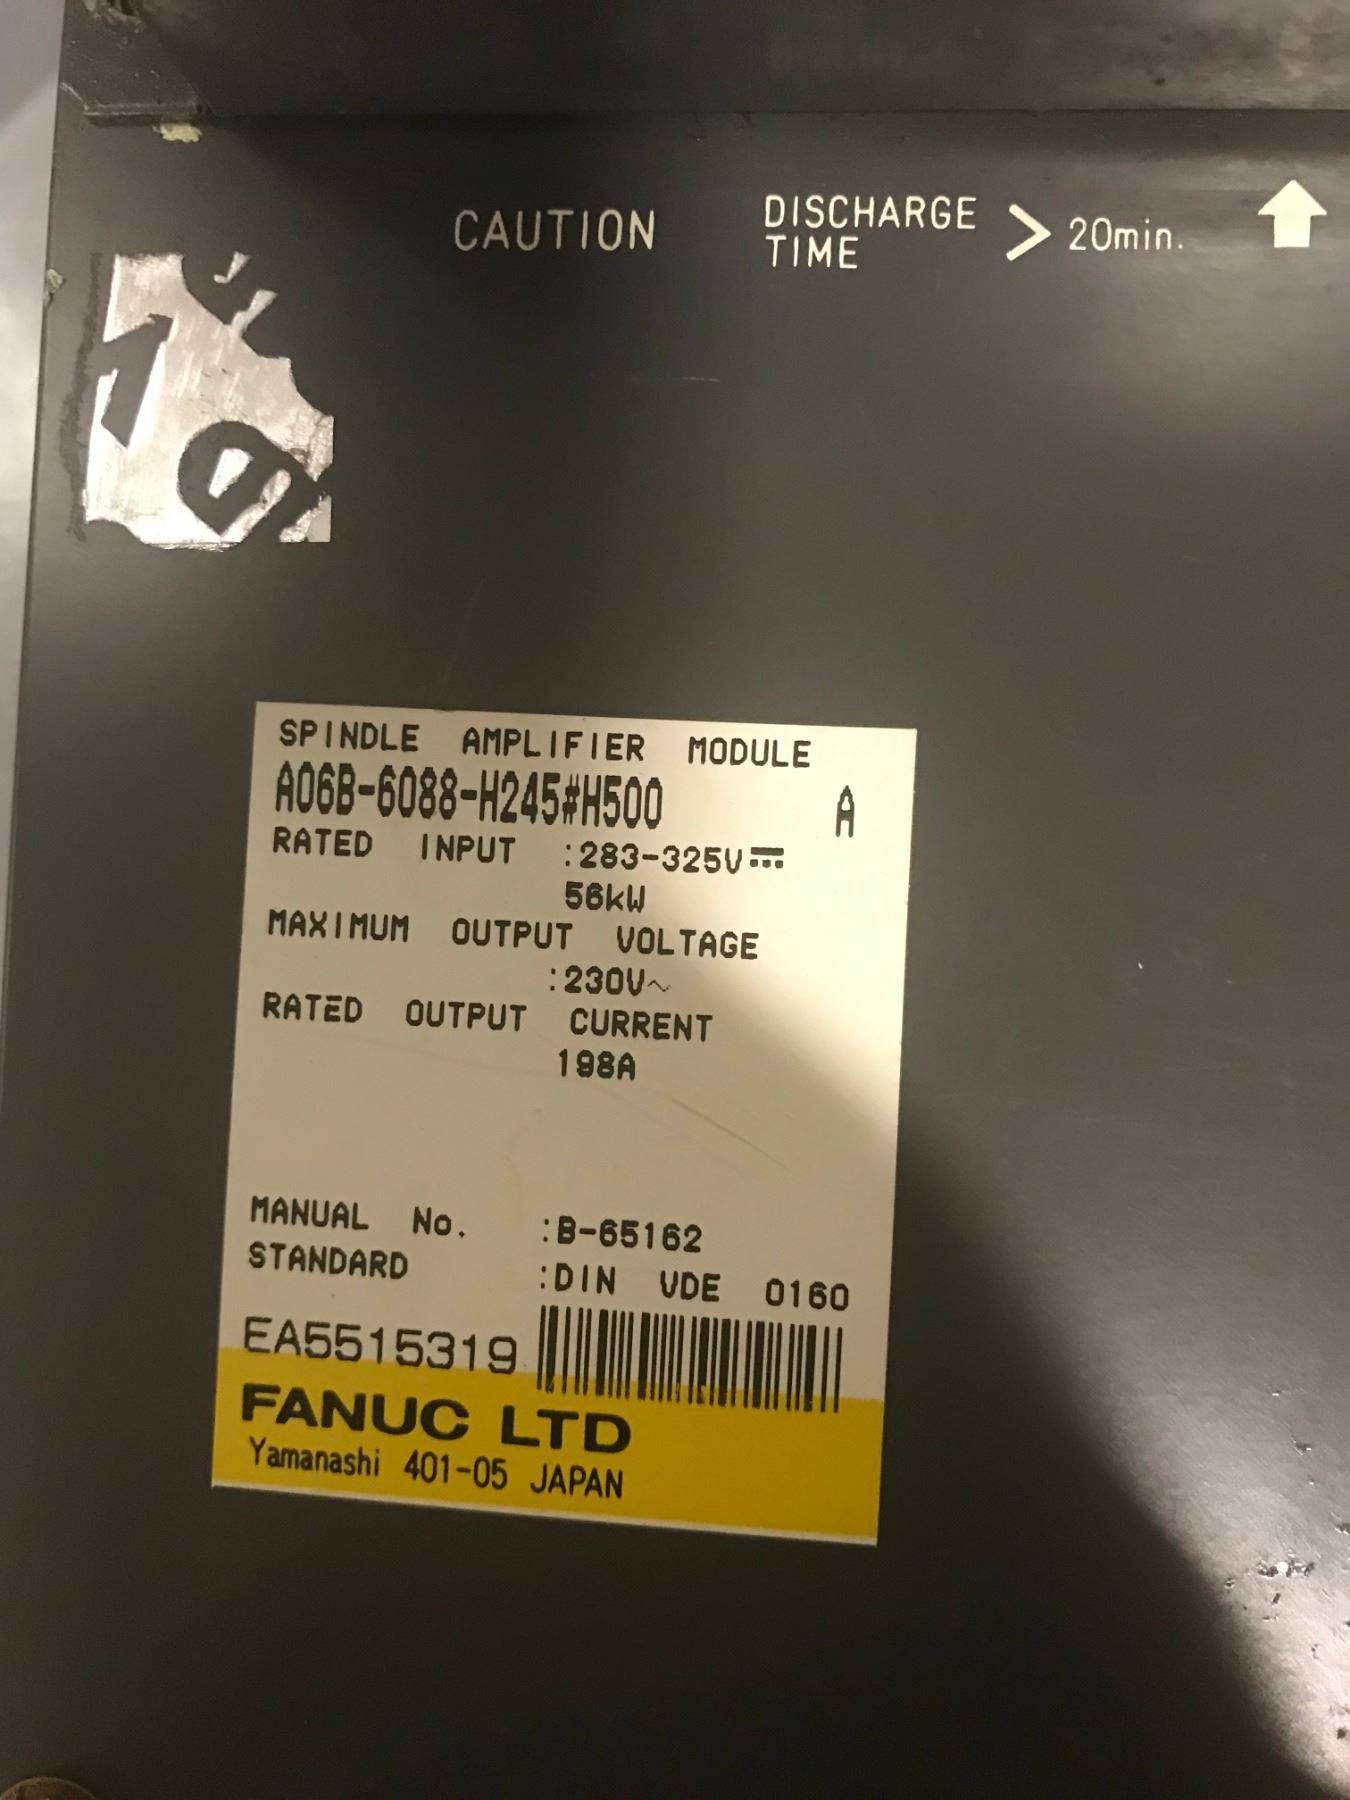 CAUTION
DISCHARGE
TIME
> 20min.
SPINDLE AMPLIFIER MODULE
A06B-6088-H245#H500 A
RATED INPUT :283-325V⎓
56kW
MAXIMUM OUTPUT VOLTAGE
:230V~
RATED OUTPUT CURRENT
198A
MANUAL No. :B-65162
STANDARD :DIN VDE 0160
EA5515319
FANUC LTD
Yamanashi 401-05 JAPAN